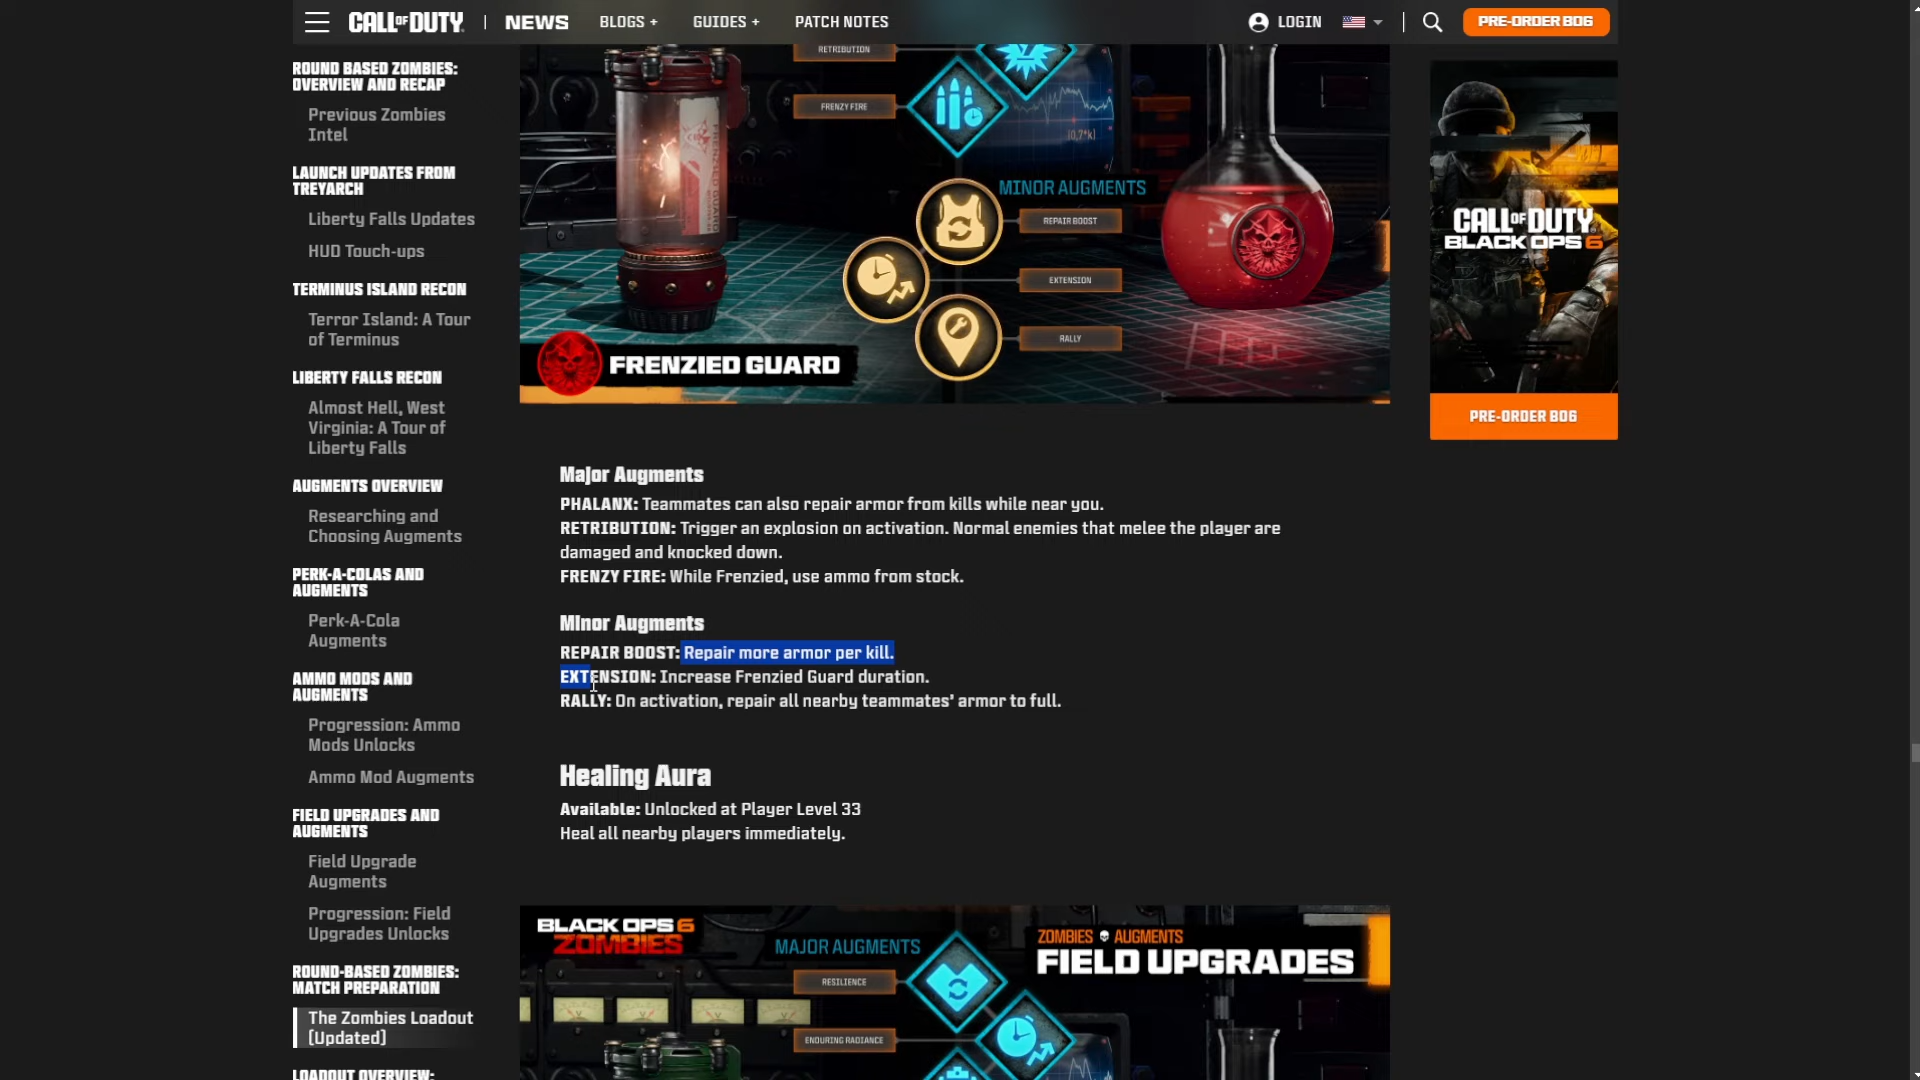 CALL OF DUTY | NEWS BLOGS + GUIDES + PATCH NOTES LOGIN PRE-ORDER BO6
ROUND BASED ZOMBIES:
OVERVIEW AND RECAP
Previous Zombies
Intel
LAUNCH UPDATES FROM
TREYARCH
Liberty Falls Updates
HUD Touch-ups
TERMINUS ISLAND RECON
Terror Island: A Tour
of Terminus
LIBERTY FALLS RECON
Almost Hell, West
Virginia: A Tour of
Liberty Falls
AUGMENTS OVERVIEW
Researching and
Choosing Augments
PERK-A-COLAS AND
AUGMENTS
Perk-A-Cola
Augments
AMMO MODS AND
AUGMENTS
Progression: Ammo
Mods Unlocks
Ammo Mod Augments
FIELD UPGRADES AND
AUGMENTS
Field Upgrade
Augments
Progression: Field
Upgrades Unlocks
ROUND-BASED ZOMBIES:
MATCH PREPARATION
The Zombies Loadout
(Updated)
LOADOUT OVERVIEW:
RETRIBUTION
FRENZY FIRE
MINOR AUGMENTS
REPAIR BOOST
EXTENSION
RALLY
FRENZIED GUARD
Major Augments
PHALANX: Teammates can also repair armor from kills while near you.
RETRIBUTION: Trigger an explosion on activation. Normal enemies that melee the player are
damaged and knocked down.
FRENZY FIRE: While Frenzied, use ammo from stock.
Minor Augments
REPAIR BOOST: Repair more armor per kill.
EXTENSION: Increase Frenzied Guard duration.
RALLY: On activation, repair all nearby teammates’ armor to full.
Healing Aura
Available: Unlocked at Player Level 33
Heal all nearby players immediately.
BLACK OPS 6
ZOMBIES
MAJOR AUGMENTS
RESILIENCE
ENDURING RADIANCE
ZOMBIES AUGMENTS
FIELD UPGRADES
CALL OF DUTY
BLACK OPS 6
PRE-ORDER BO6